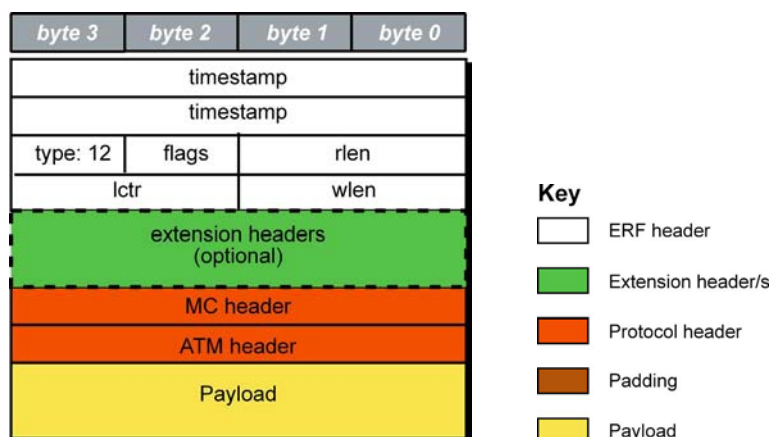 byte 3 byte 2 byte 1 byte 0
timestamp
timestamp
type: 12 flags rlen
lctr wlen
extension headers
(optional)
MC header
ATM header
Payload
Key
ERF header
Extension header/s
Protocol header
Padding
Payload